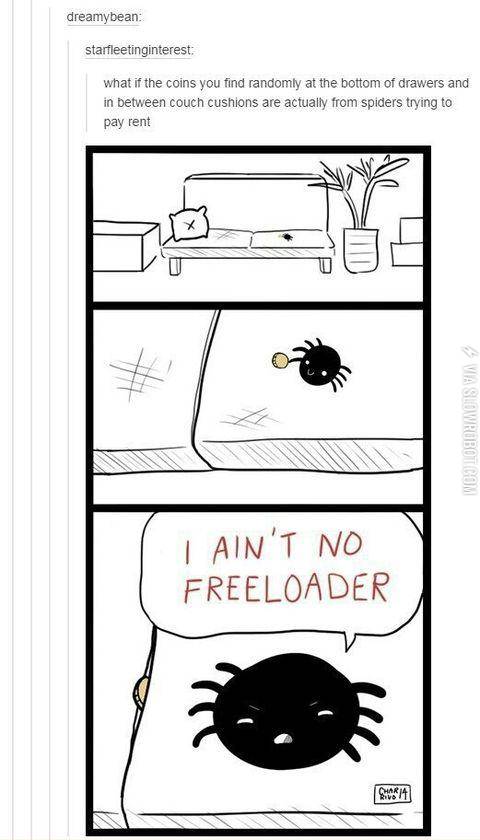 dreamybean:
starfleetinginterest:
what if the coins you find randomly at the bottom of drawers and
in between couch cushions are actually from spiders trying to
pay rent
I AIN'T NO
FREELOADER
VIA SLOWROBOT.COM